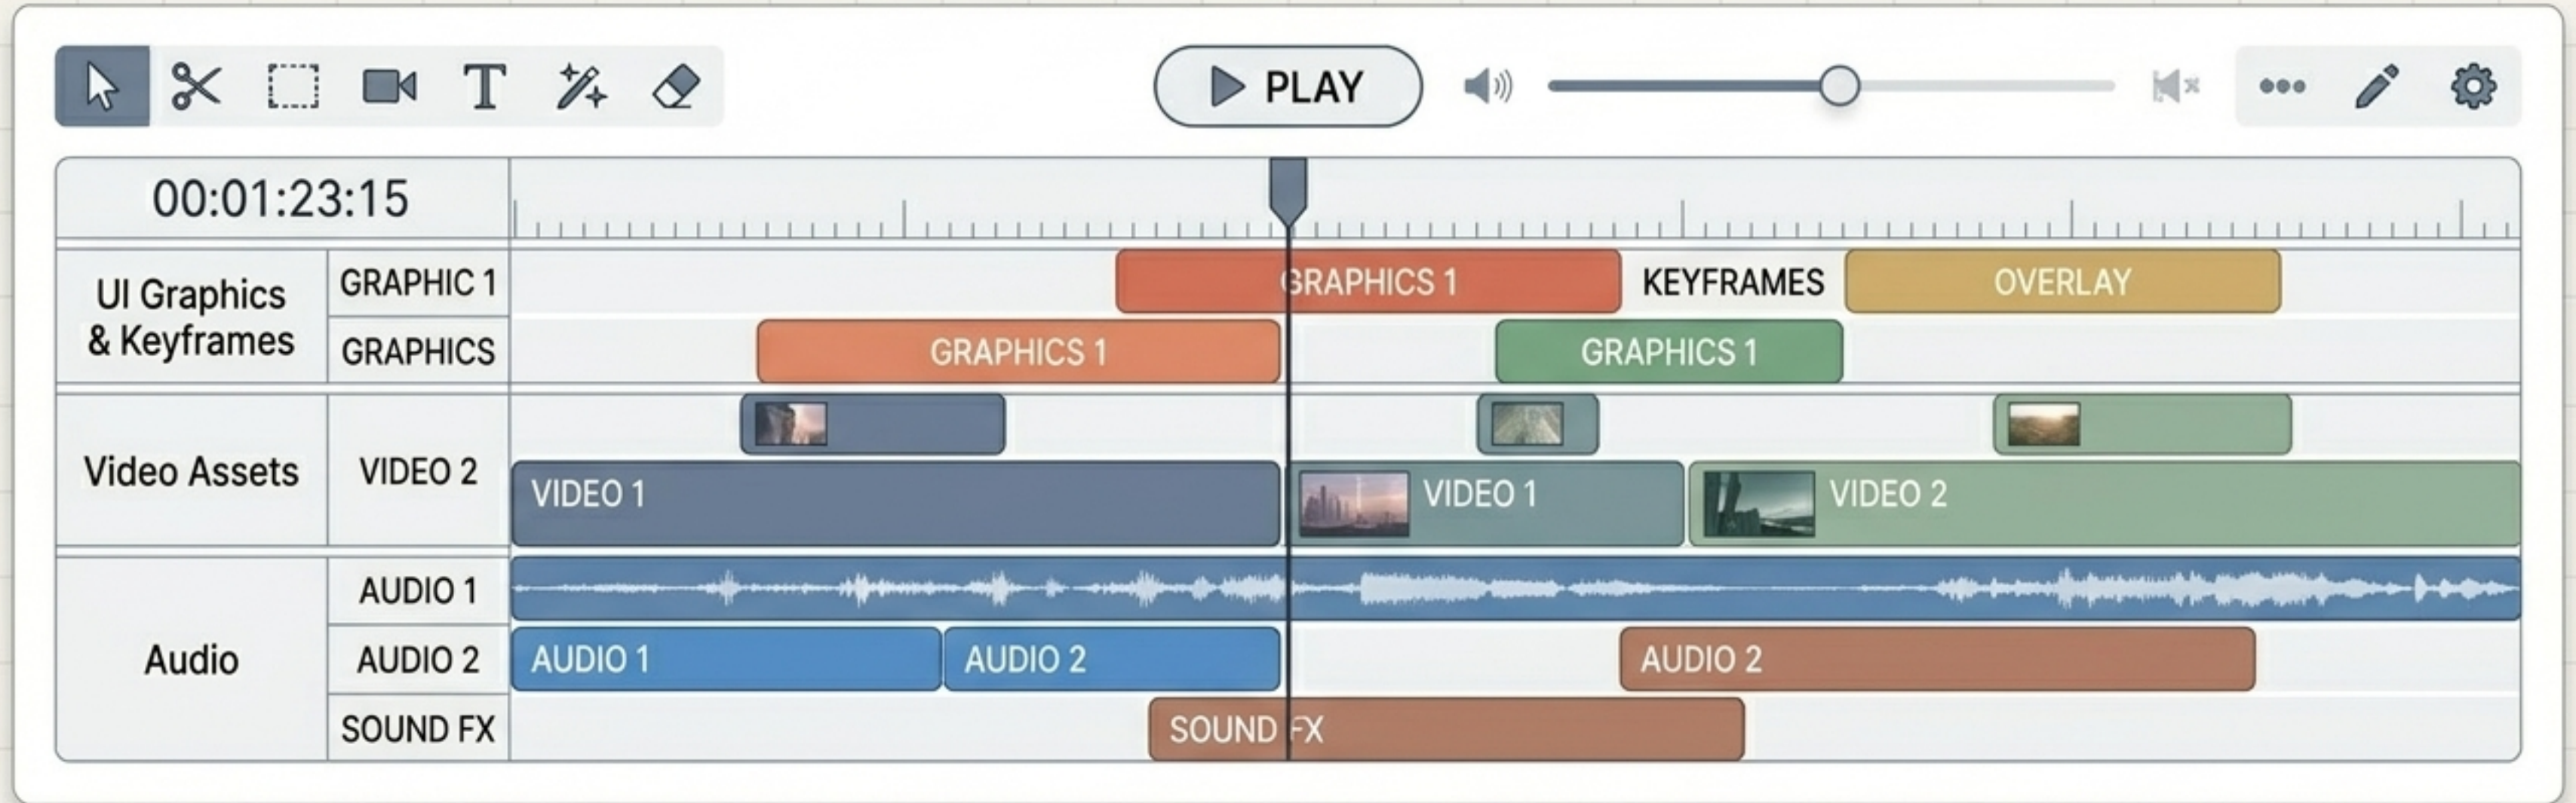 T
PLAY
00:01:23:15
UI Graphics
& Keyframes
GRAPHIC 1
GRAPHICS 1
KEYFRAMES
OVERLAY
GRAPHICS
GRAPHICS 1
GRAPHICS 1
Video Assets
VIDEO 2
VIDEO 1
VIDEO 1
VIDEO 2
Audio
AUDIO 1
AUDIO 2
AUDIO 1
AUDIO 2
AUDIO 2
SOUND FX
SOUND FX